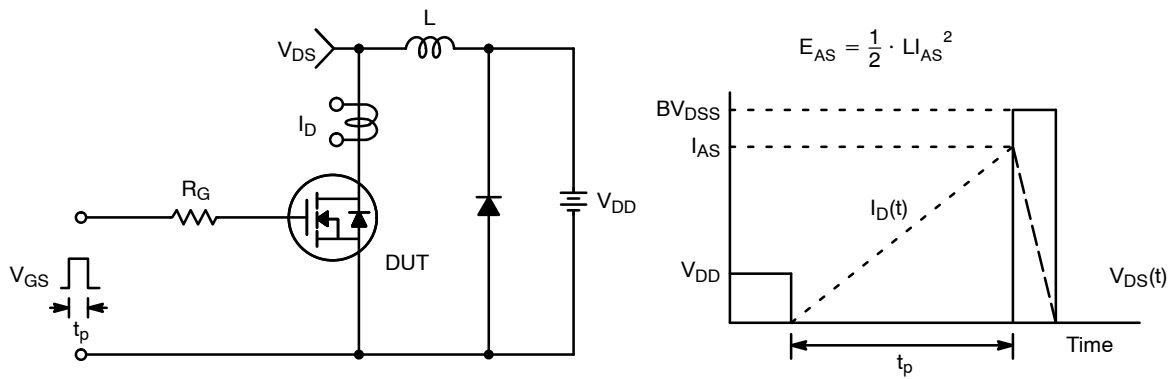 L
V_DS
I_D
R_G
V_DD
DUT
V_GS
t_p
E_AS = 1/2 · LI_AS²
BV_DSS
I_AS
I_D(t)
V_DD
V_DS(t)
t_p
Time